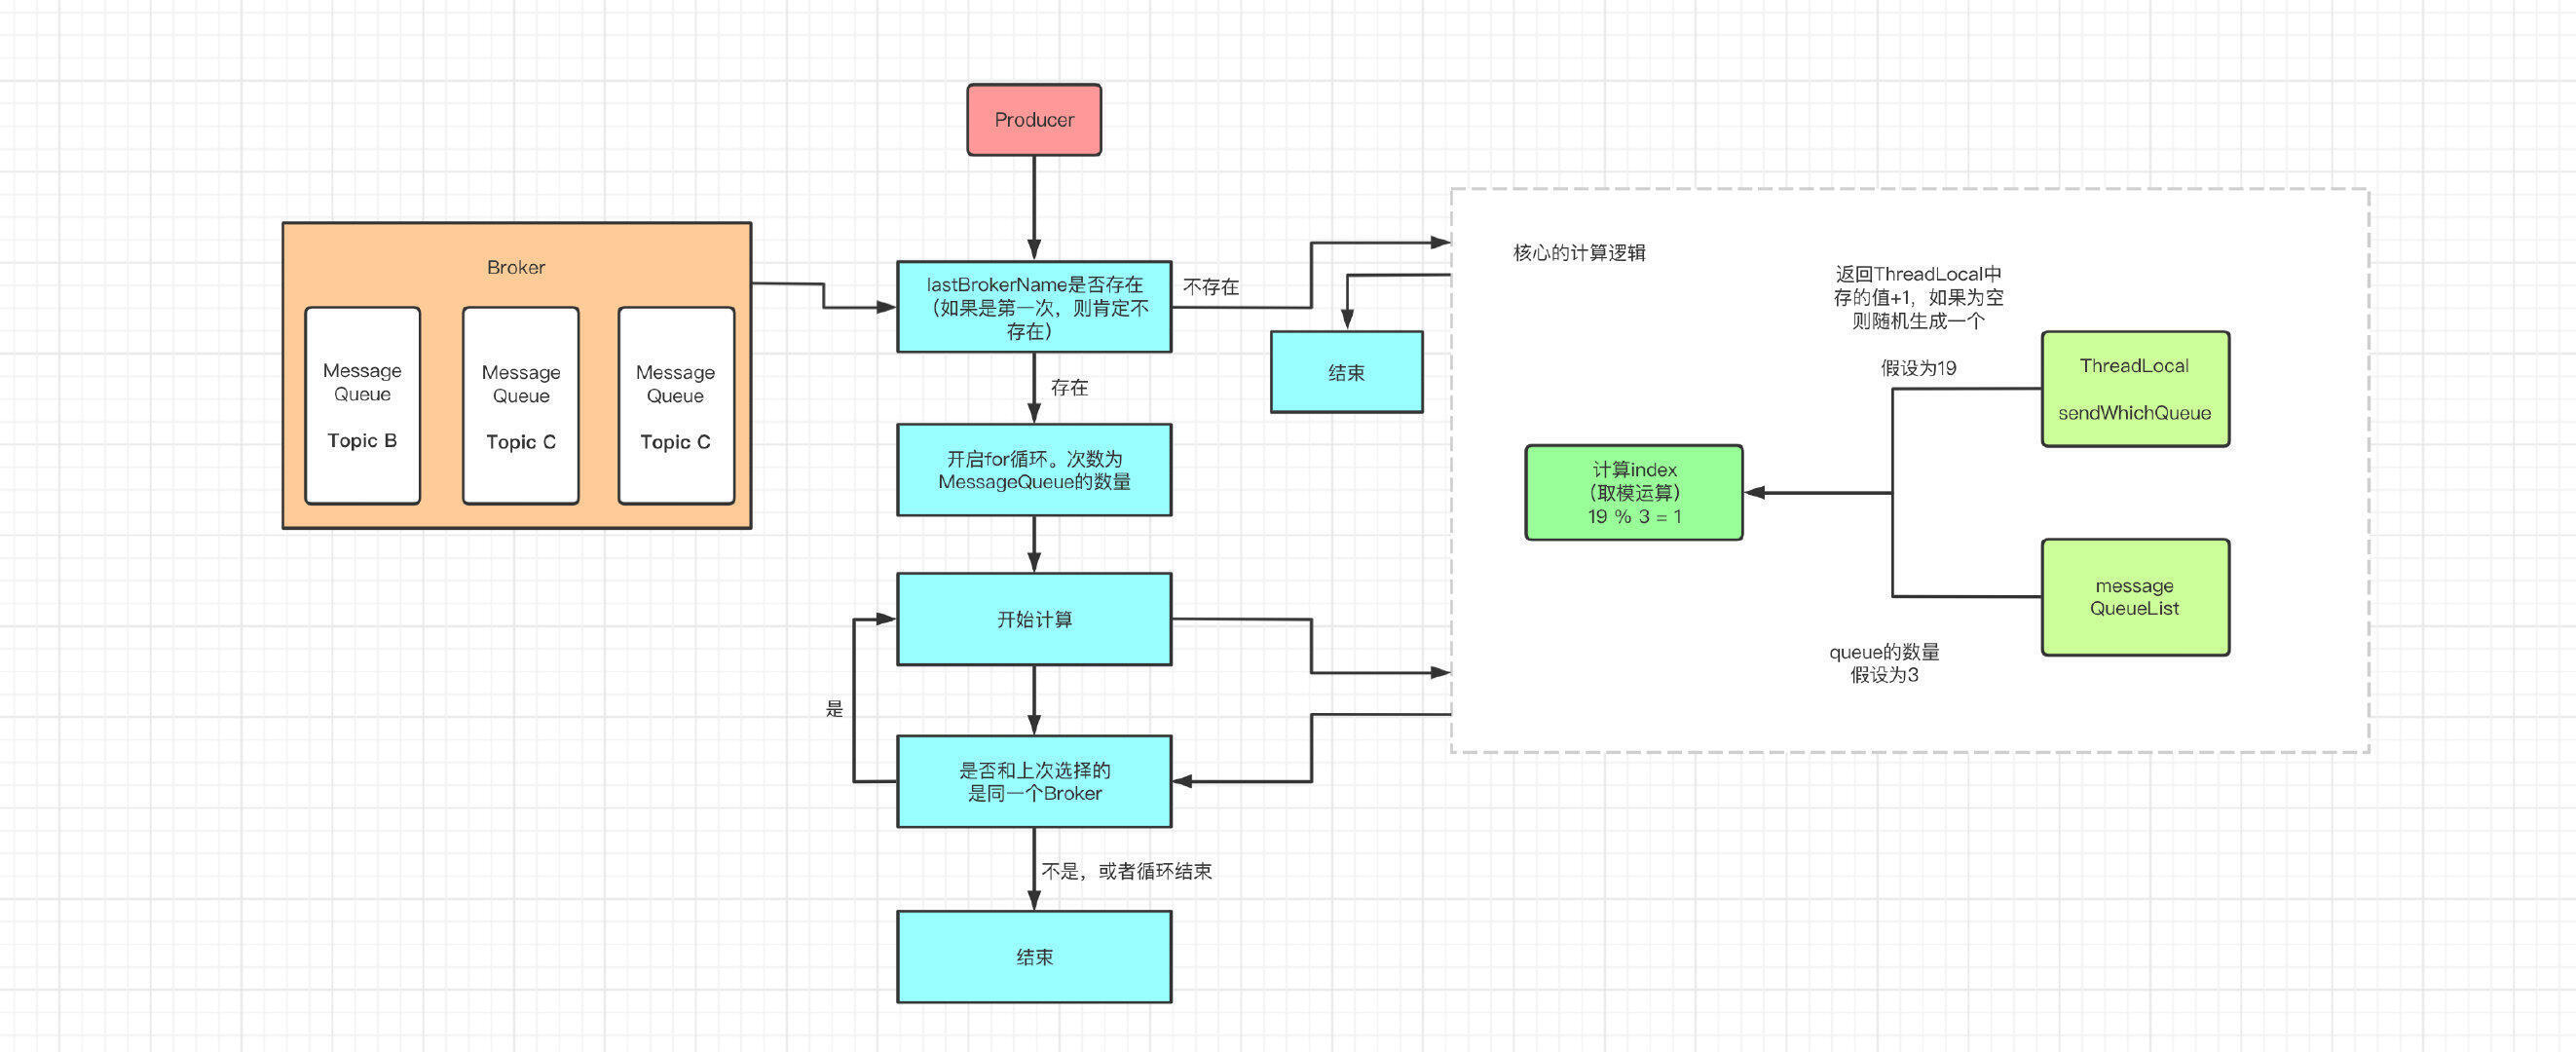 Producer
Broker
Message
Queue
Topic B
Message
Queue
Topic C
Message
Queue
Topic C
lastBrokerName是否存在
（如果是第一次，则肯定不
存在）
不存在
存在
结束
开启for循环。次数为
MessageQueue的数量
开始计算
是
是否和上次选择的
是同一个Broker
不是，或者循环结束
结束
核心的计算逻辑
返回ThreadLocal中
存的值+1，如果为空
则随机生成一个
假设为19
ThreadLocal
sendWhichQueue
计算index
（取模运算）
19 % 3 = 1
message
QueueList
queue的数量
假设为3